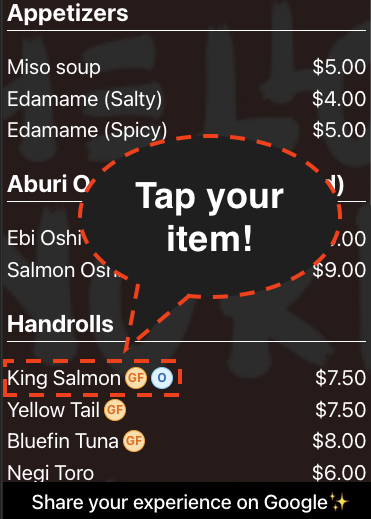 Appetizers
Miso soup $5.00
Edamame (Salty) $4.00
Edamame (Spicy) $5.00
Aburi O d)
Tap your
item!
Ebi Oshi .00
Salmon Osh $9.00
Handrolls
King Salmon GF O $7.50
Yellow Tail GF $7.50
Bluefin Tuna GF $8.00
Negi Toro $6.00
Share your experience on Google✨